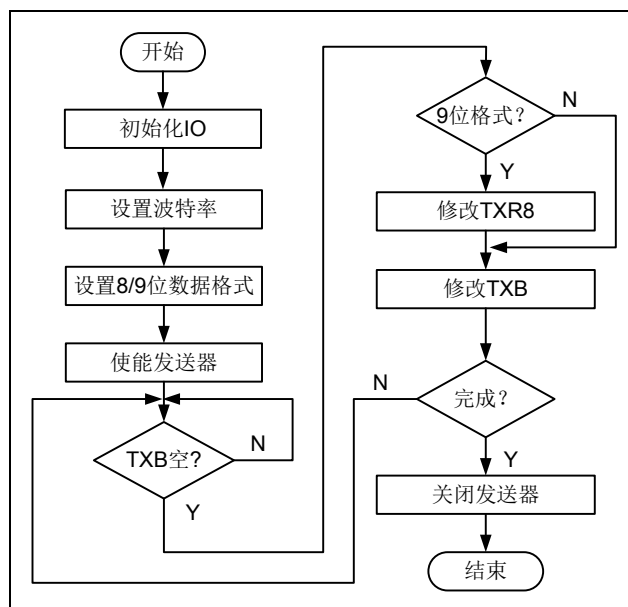 开始
初始化IO
设置波特率
设置8/9位数据格式
使能发送器
TXB空?
N
Y
9位格式?
N
Y
修改TXR8
修改TXB
完成?
N
Y
关闭发送器
结束